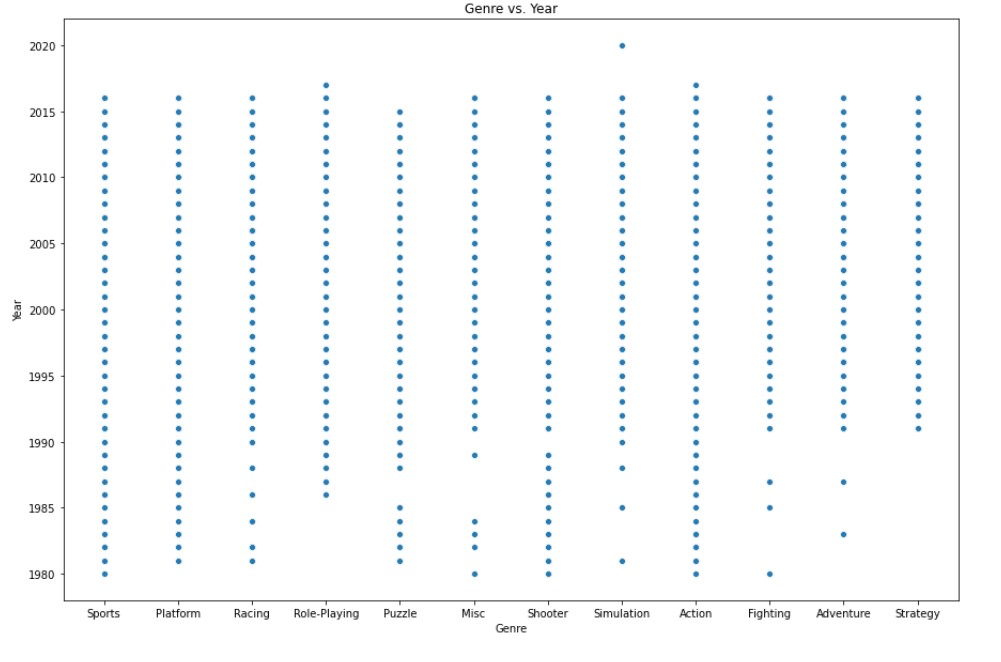 Genre vs. Year
2020
2015
2010
2005
2000
1995
1990
1985
1980
Year
Sports Platform Racing Role-Playing Puzzle Misc Shooter Simulation Action Fighting Adventure Strategy
Genre